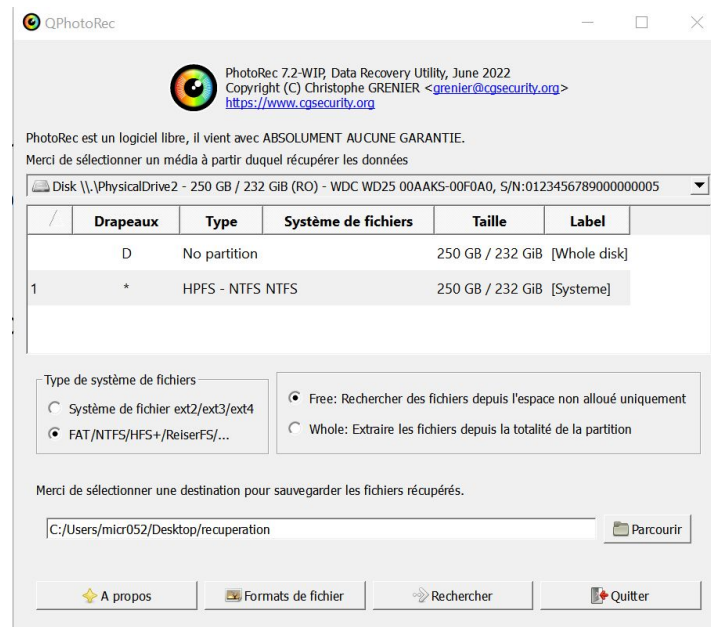 QPhotoRec
PhotoRec 7.2-WIP, Data Recovery Utility, June 2022
Copyright (C) Christophe GRENIER <grenier@cgsecurity.org>
https://www.cgsecurity.org
PhotoRec est un logiciel libre, il vient avec ABSOLUMENT AUCUNE GARANTIE.
Merci de sélectionner un média à partir duquel récupérer les données
Disk \\.\PhysicalDrive2 - 250 GB / 232 GiB (RO) - WDC WD25 00AAKS-00F0A0, S/N:0123456789000000005
Drapeaux Type Système de fichiers Taille Label
D No partition 250 GB / 232 GiB [Whole disk]
1 * HPFS - NTFS NTFS 250 GB / 232 GiB [Systeme]
Type de système de fichiers
Système de fichier ext2/ext3/ext4
FAT/NTFS/HFS+/ReiserFS/...
Free: Rechercher des fichiers depuis l'espace non alloué uniquement
Whole: Extraire les fichiers depuis la totalité de la partition
Merci de sélectionner une destination pour sauvegarder les fichiers récupérés.
C:/Users/micr052/Desktop/recuperation Parcourir
A propos Formats de fichier Rechercher Quitter